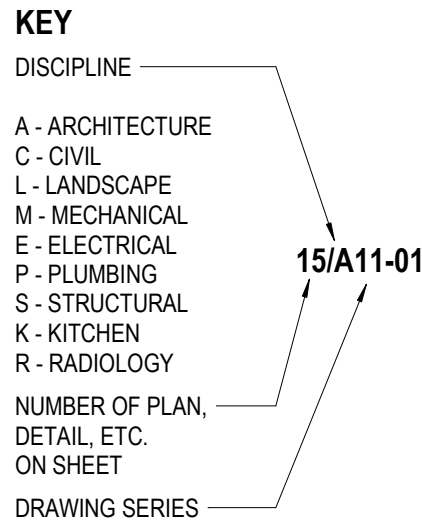 KEY
DISCIPLINE
A - ARCHITECTURE
C - CIVIL
L - LANDSCAPE
M - MECHANICAL
E - ELECTRICAL
P - PLUMBING
S - STRUCTURAL
K - KITCHEN
R - RADIOLOGY
15/A11-01
NUMBER OF PLAN,
DETAIL, ETC.
ON SHEET
DRAWING SERIES